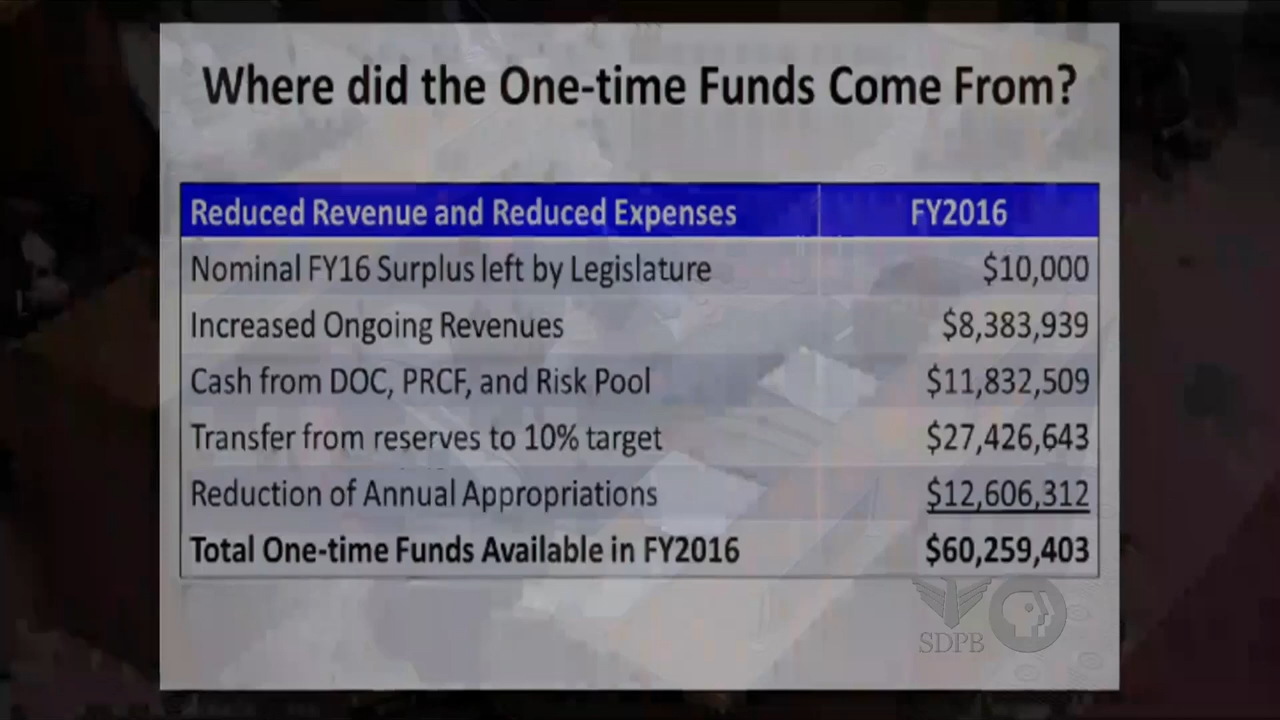 Where did the One-time Funds Come From?
Reduced Revenue and Reduced Expenses FY2016
Nominal FY16 Surplus left by Legislature $10,000
Increased Ongoing Revenues $8,383,939
Cash from DOC, PRCF, and Risk Pool $11,832,509
Transfer from reserves to 10% target $27,426,643
Reduction of Annual Appropriations $12,606,312
Total One-time Funds Available in FY2016 $60,259,403
SDPB